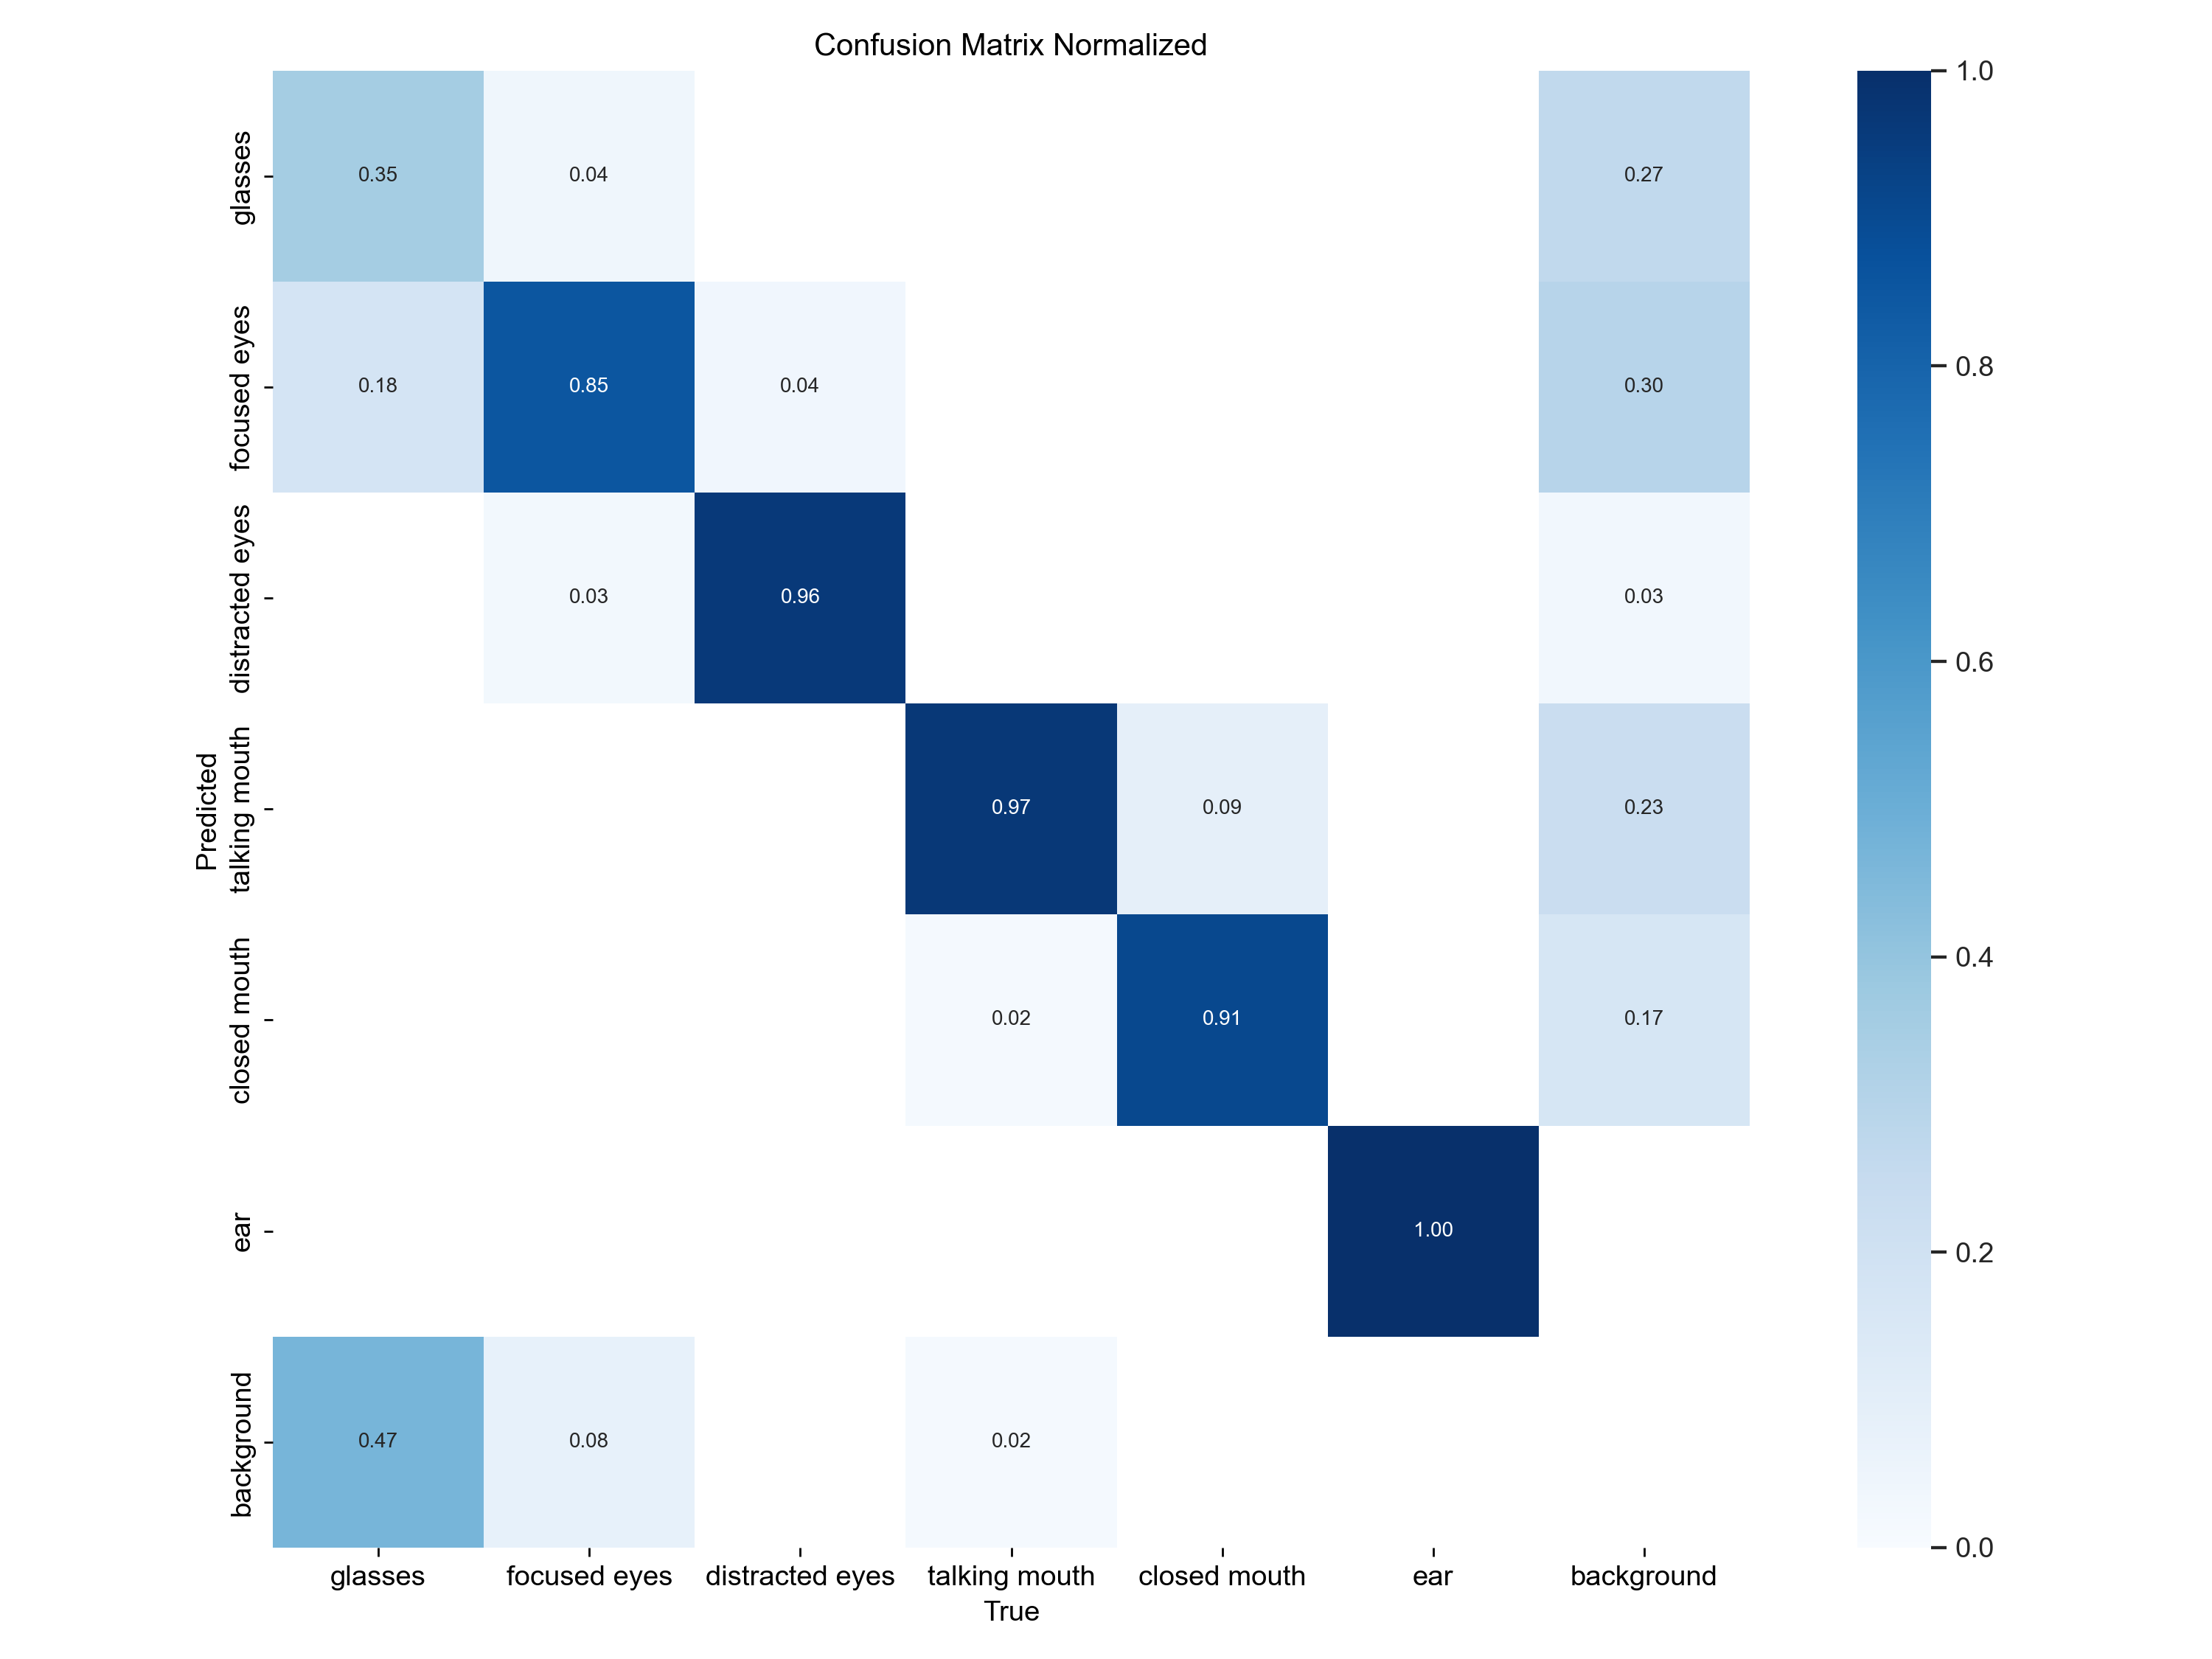 Confusion Matrix Normalized
glasses
0.35 0.04 0.27
focused eyes
0.18 0.85 0.04 0.30
distracted eyes
0.03 0.96 0.03
Predicted
talking mouth
0.97 0.09 0.23
closed mouth
0.02 0.91 0.17
ear
1.00
background
0.47 0.08 0.02
glasses focused eyes distracted eyes talking mouth closed mouth ear background
True
1.0
0.8
0.6
0.4
0.2
0.0